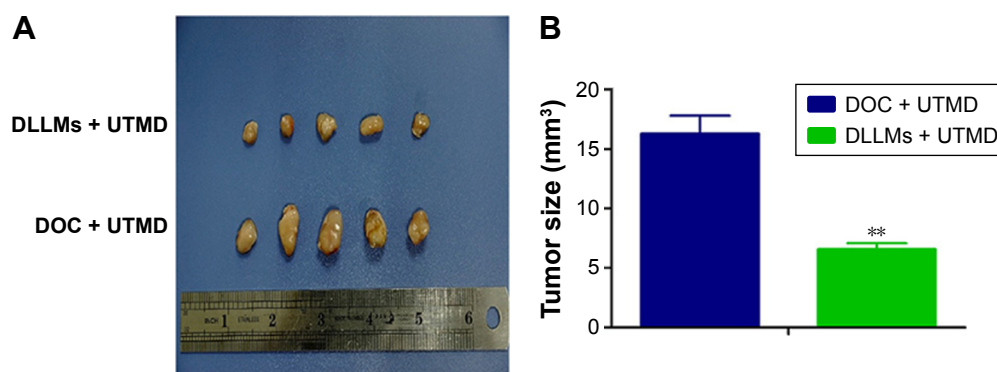 A
DLLMs + UTMD
DOC + UTMD
INCH 1 2 3 4 5 6
B
Tumor size (mm³)
20
15
10
5
0
DOC + UTMD
DLLMs + UTMD
**